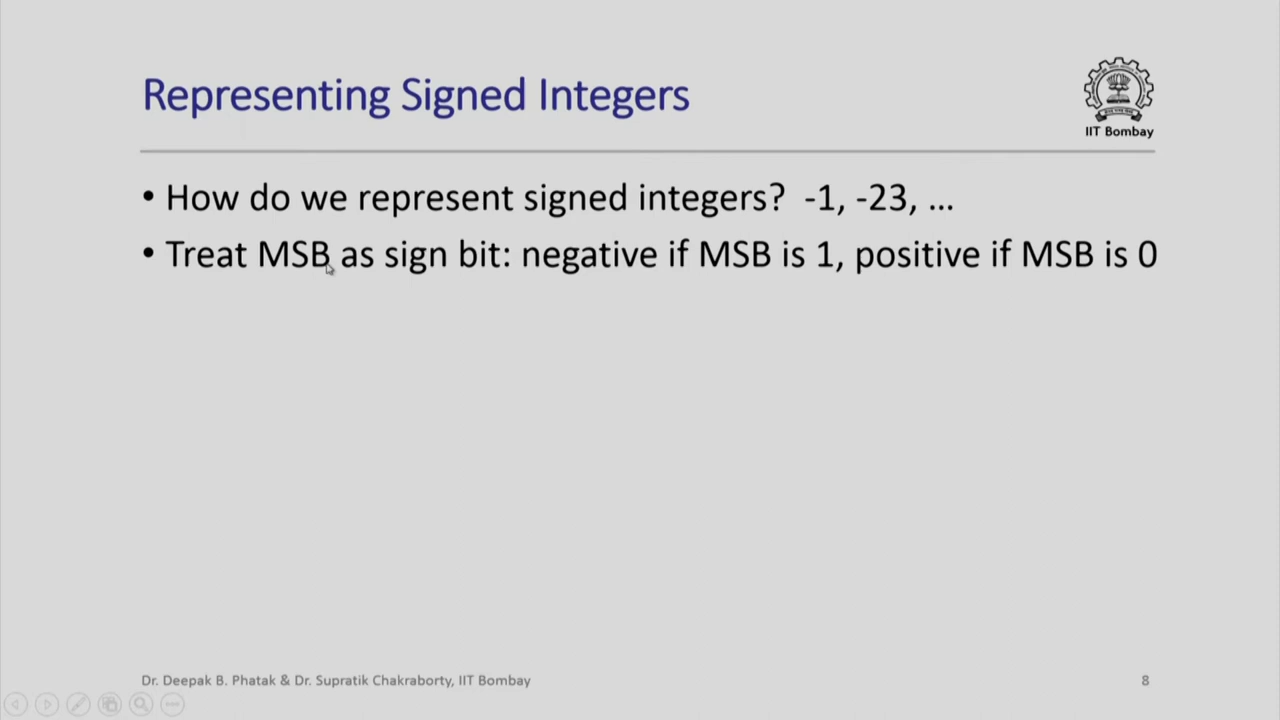 Representing Signed Integers
IIT Bombay
• How do we represent signed integers? -1, -23, ...
• Treat MSB as sign bit: negative if MSB is 1, positive if MSB is 0
Dr. Deepak B. Phatak & Dr. Supratik Chakraborty, IIT Bombay
8